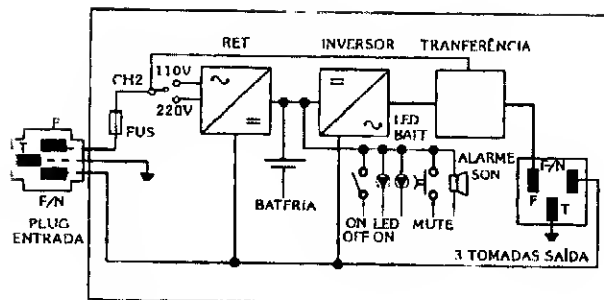 RET
INVERSOR
TRANFERÊNCIA
CH2
110V
220V
FUS
F
T
F/N
PLUG
ENTRADA
BATERIA
LED
BATT
ALARME
SON
ON
OFF
LED
ON
MUTE
F/N
F
T
3 TOMADAS SAÍDA